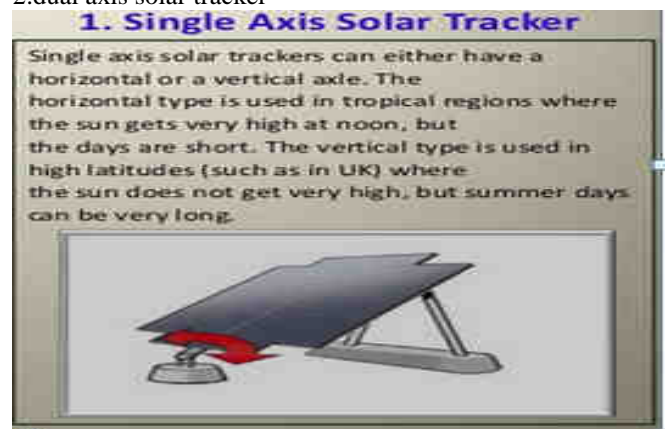 2.dual axis solar tracker
1. Single Axis Solar Tracker
Single axis solar trackers can either have a
horizontal or a vertical axle. The
horizontal type is used in tropical regions where
the sun gets very high at noon, but
the days are short. The vertical type is used in
high latitudes (such as in UK) where
the sun does not get very high, but summer days
can be very long.